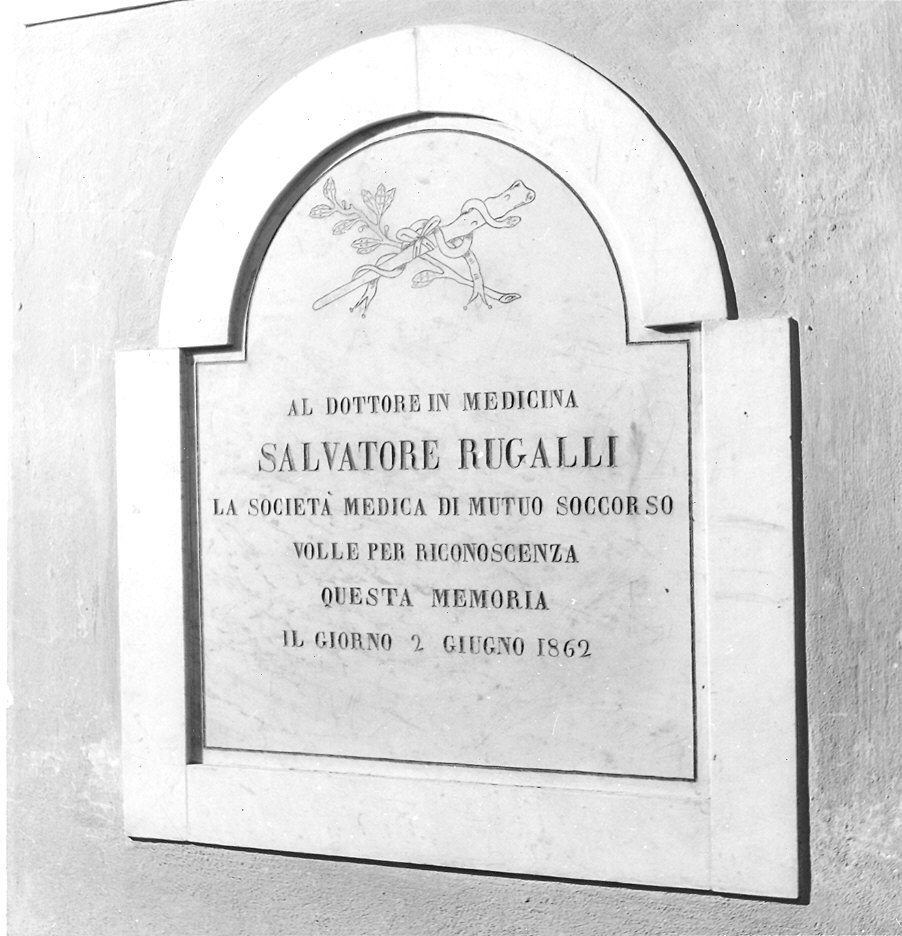 AL DOTTORE IN MEDICINA
SALVATORE RUGALLI
LA SOCIETÀ MEDICA DI MUTUO SOCCORSO
VOLLE PER RICONOSCENZA
QUESTA MEMORIA
IL GIORNO 2 GIUGNO 1862